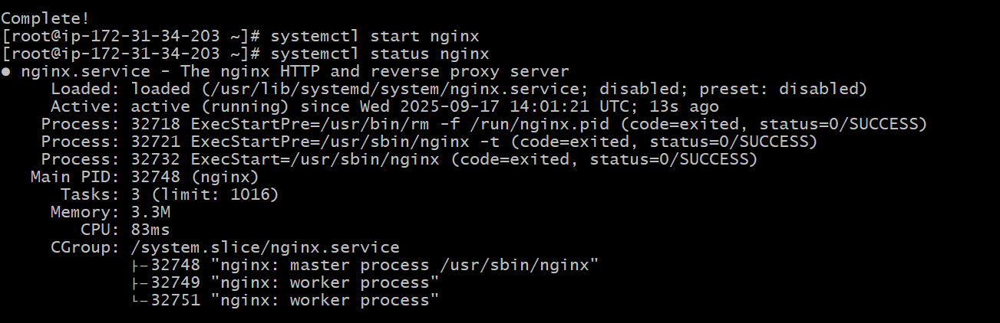 Complete!
[root@ip-172-31-34-203 ~]# systemctl start nginx
[root@ip-172-31-34-203 ~]# systemctl status nginx
● nginx.service - The nginx HTTP and reverse proxy server
     Loaded: loaded (/usr/lib/systemd/system/nginx.service; disabled; preset: disabled)
     Active: active (running) since Wed 2025-09-17 14:01:21 UTC; 13s ago
    Process: 32718 ExecStartPre=/usr/bin/rm -f /run/nginx.pid (code=exited, status=0/SUCCESS)
    Process: 32721 ExecStartPre=/usr/sbin/nginx -t (code=exited, status=0/SUCCESS)
    Process: 32732 ExecStart=/usr/sbin/nginx (code=exited, status=0/SUCCESS)
   Main PID: 32748 (nginx)
      Tasks: 3 (limit: 1016)
     Memory: 3.3M
        CPU: 83ms
     CGroup: /system.slice/nginx.service
             ├─32748 "nginx: master process /usr/sbin/nginx"
             ├─32749 "nginx: worker process"
             └─32751 "nginx: worker process"